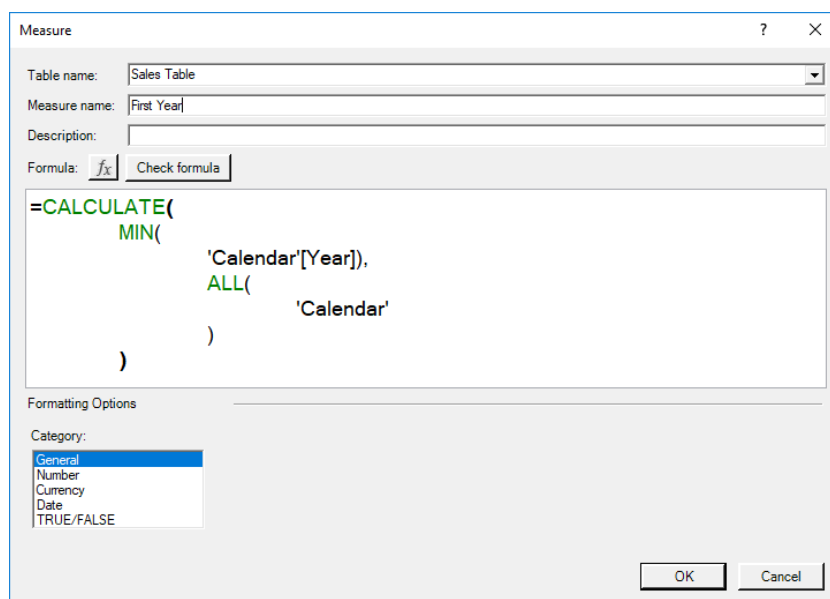 Measure ? X
Table name: Sales Table
Measure name: First Year
Description:
Formula: fx Check formula
=CALCULATE(
MIN(
'Calendar'[Year]),
ALL(
'Calendar'
)
)
Formatting Options
Category:
General
Number
Currency
Date
TRUE/FALSE
OK Cancel